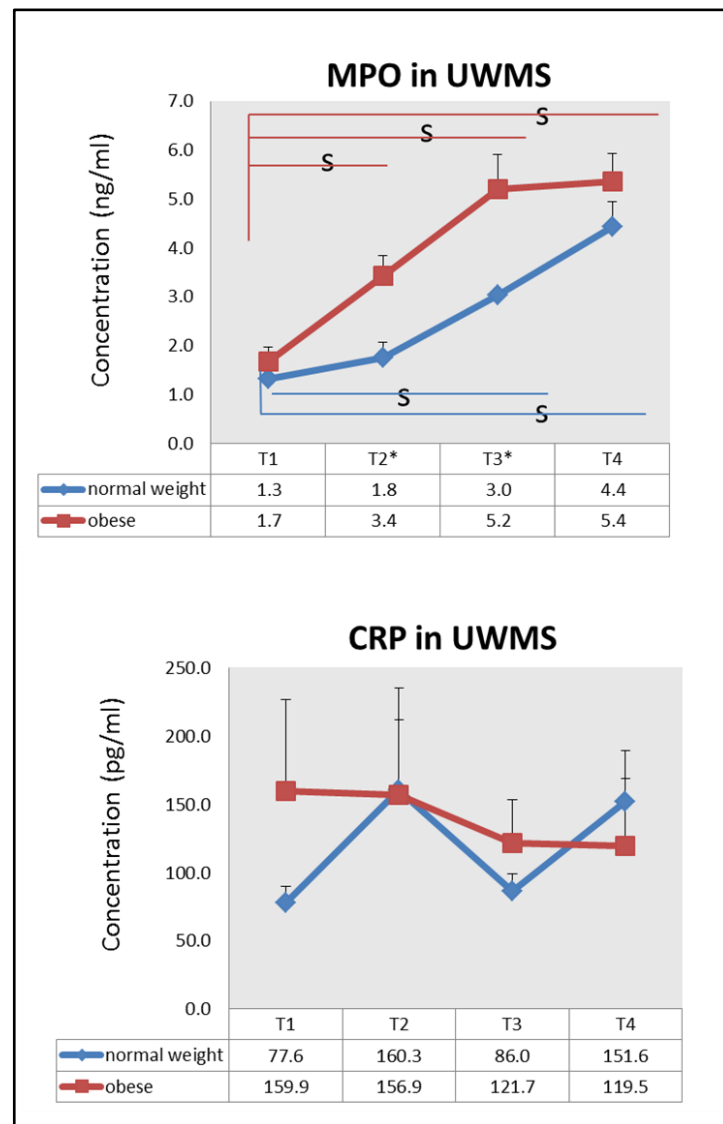 MPO in UWMS
Concentration (ng/ml)
7.0
6.0
5.0
4.0
3.0
2.0
1.0
0.0
S
S
S
S
S
T1 T2* T3* T4
normal weight 1.3 1.8 3.0 4.4
obese 1.7 3.4 5.2 5.4
CRP in UWMS
Concentration (pg/ml)
250.0
200.0
150.0
100.0
50.0
0.0
T1 T2 T3 T4
normal weight 77.6 160.3 86.0 151.6
obese 159.9 156.9 121.7 119.5